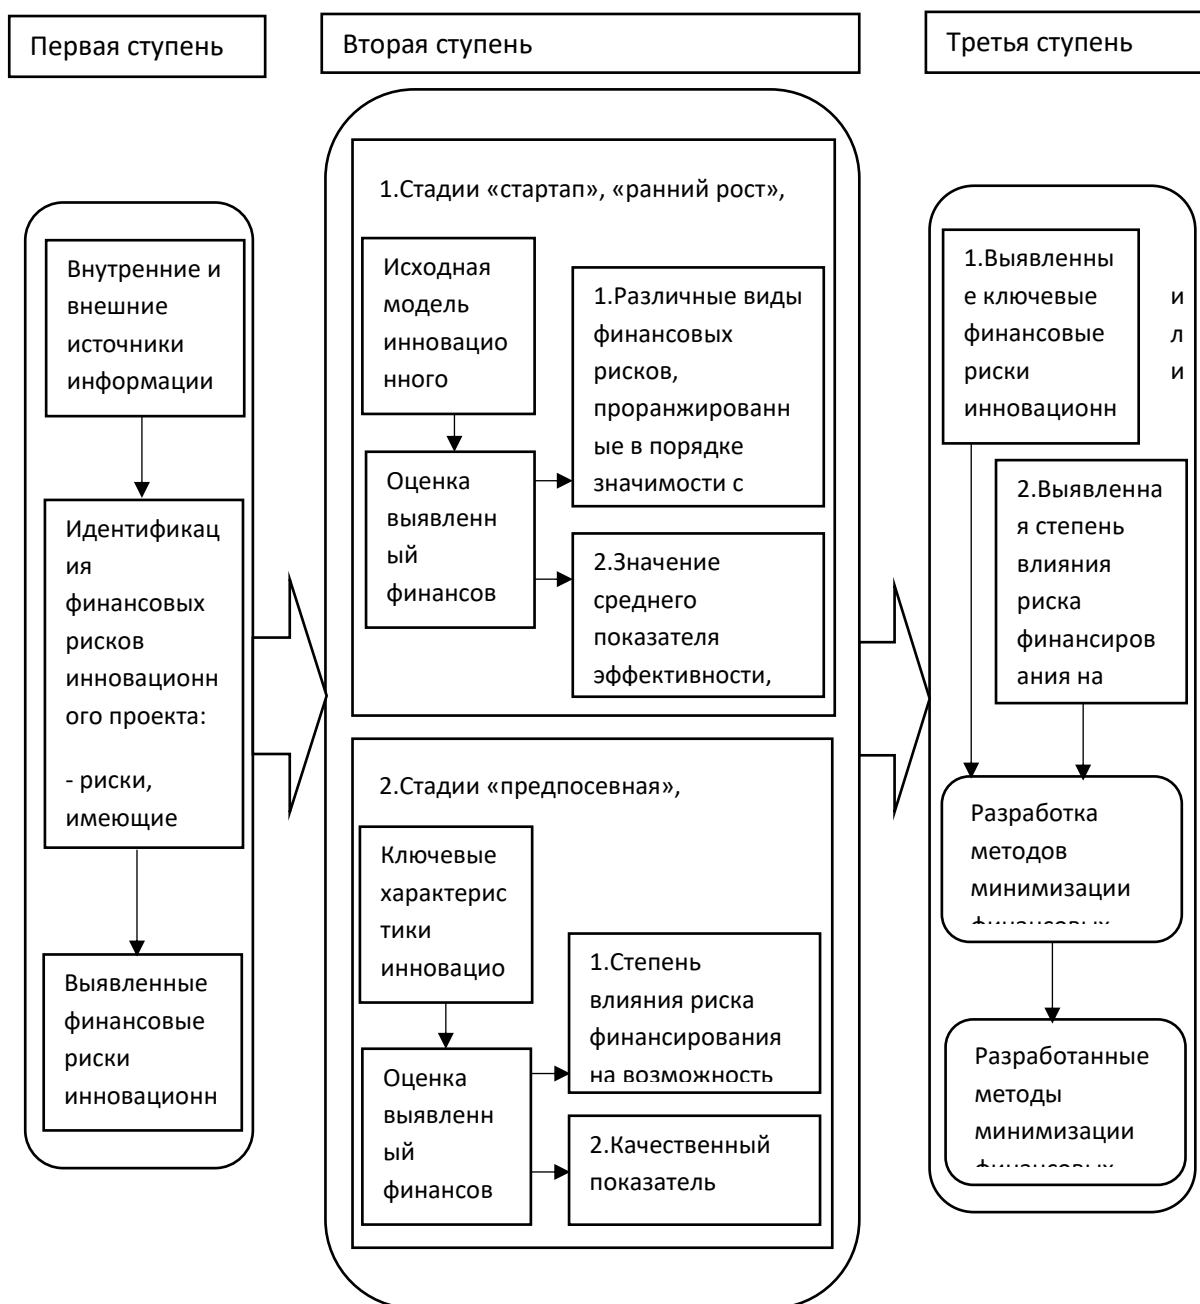 Первая ступень
Вторая ступень
Третья ступень
Внутренние и
внешние
источники
информации
Идентификац
ия
финансовых
рисков
инновационн
ого проекта:
- риски,
имеющие
Выявленные
финансовые
риски
инновационн
1.Стадии «стартап», «ранний рост»,
Исходная
модель
инновацио
нного
Оценка
выявленн
ый
финансов
1.Различные виды
финансовых
рисков,
проранжированн
ые в порядке
значимости с
2.Значение
среднего
показателя
эффективности,
2.Стадии «предпосевная»,
Ключевые
характерис
тики
инновацио
Оценка
выявленн
ый
финансов
1.Степень
влияния риска
финансирования
на возможность
2.Качественный
показатель
1.Выявленны
е ключевые
финансовые
риски
инновационн
и
л
и
2.Выявленна
я степень
влияния
риска
финансиров
ания на
Разработка
методов
минимизации
финансовых
Разработанные
методы
минимизации
финансовых